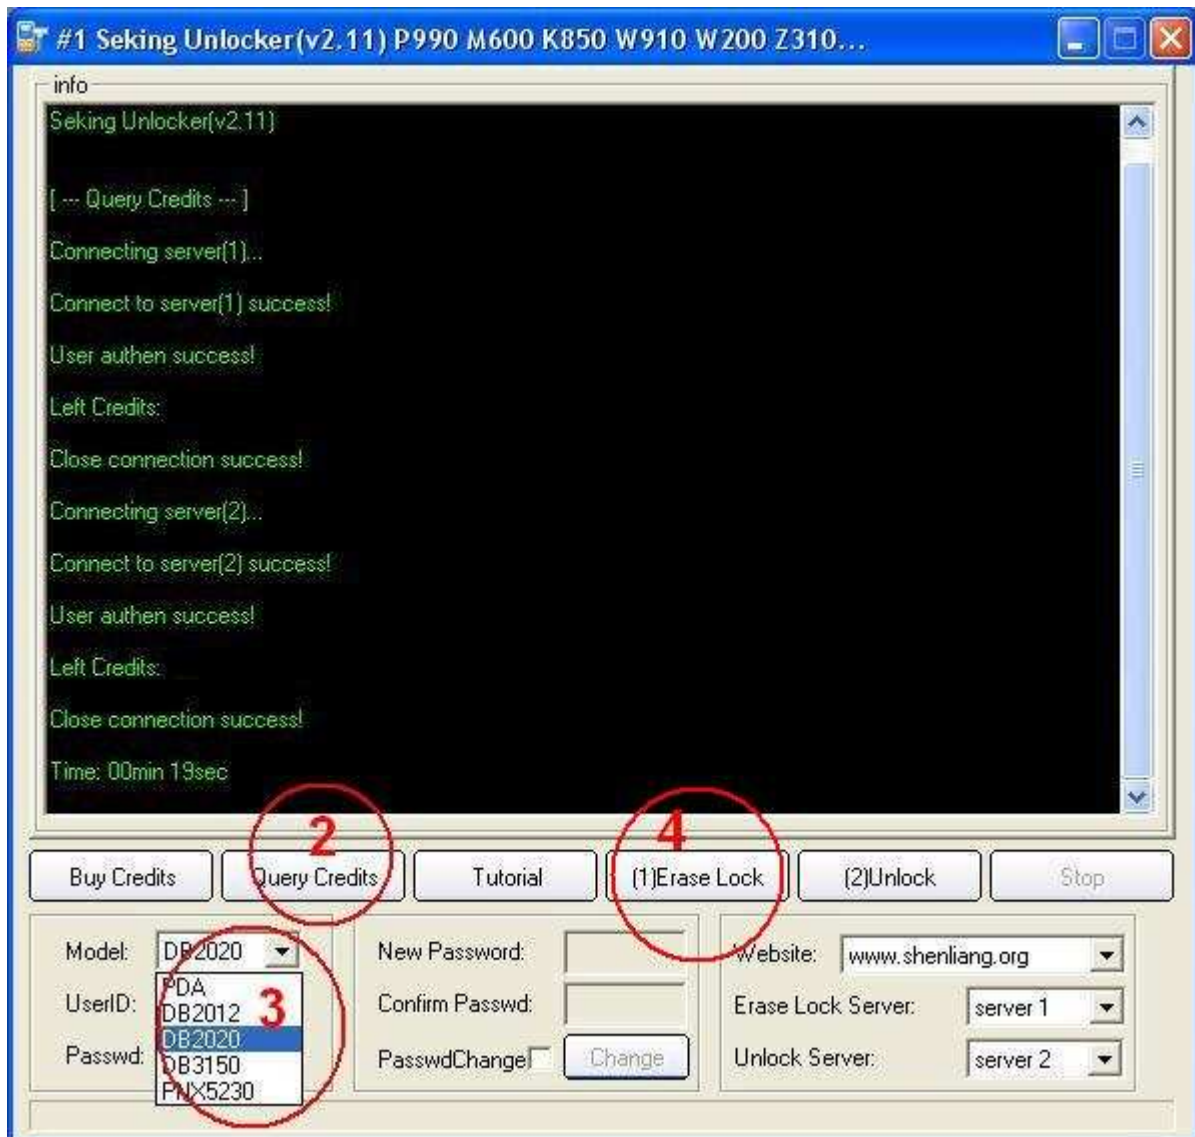 #1 Seking Unlocker(v2.11) P990 M600 K850 W910 W200 Z310...
info
Seking Unlocker(v2.11)
[ --- Query Credits --- ]
Connecting server(1)...
Connect to server(1) success!
User authen success!
Left Credits:
Close connection success!
Connecting server(2)...
Connect to server(2) success!
User authen success!
Left Credits:
Close connection success!
Time: 00min 19sec
2
4
Buy Credits
Query Credits
Tutorial
(1)Erase Lock
(2)Unlock
Stop
Model:
DB2020
PDA
DB2012
DB2020
DB3150
PNX5230
3
UserID:
Passwd:
New Password:
Confirm Passwd:
PasswdChange
Change
Website:
www.shenliang.org
Erase Lock Server:
server 1
Unlock Server:
server 2